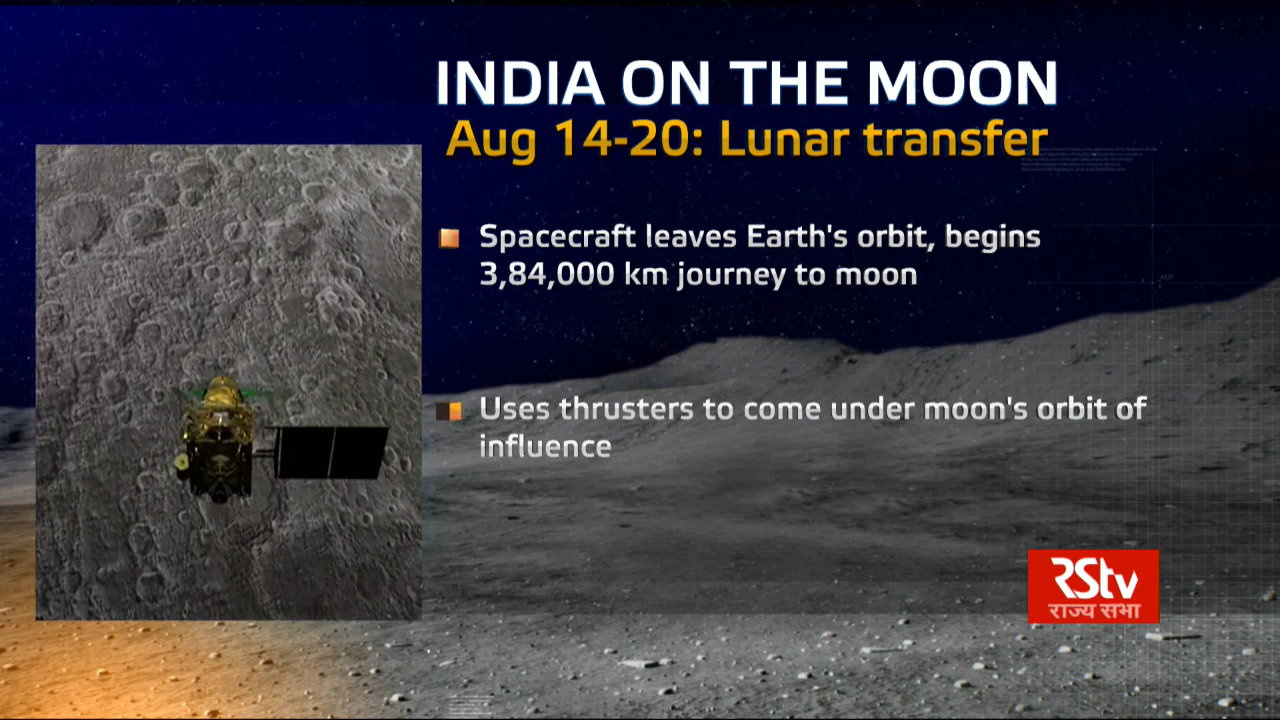 INDIA ON THE MOON
Aug 14-20: Lunar transfer
Spacecraft leaves Earth's orbit, begins
3,84,000 km journey to moon
Uses thrusters to come under moon's orbit of
influence
RStv
राज्य सभा